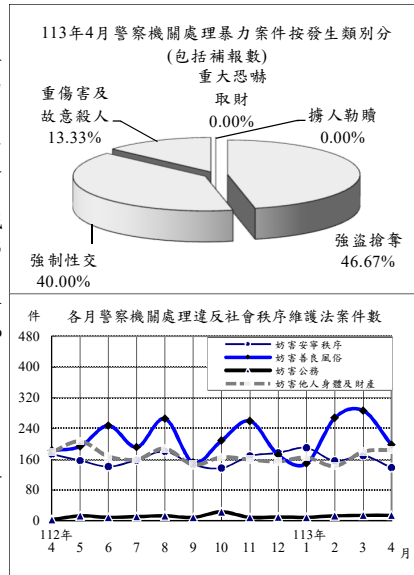 113年4月警察機關處理暴力案件按發生類別分
(包括補報數)
重大恐嚇
取財
0.00%
擄人勒贖
0.00%
重傷害及
故意殺人
13.33%
強制性交
40.00%
強盜搶奪
46.67%
件 各月警察機關處理違反社會秩序維護法案件數
480
400
320
240
160
80
0
妨害安寧秩序
妨害善良風俗
妨害公務
妨害他人身體及財產
112年 113年
4 5 6 7 8 9 10 11 12 1 2 3 4 月